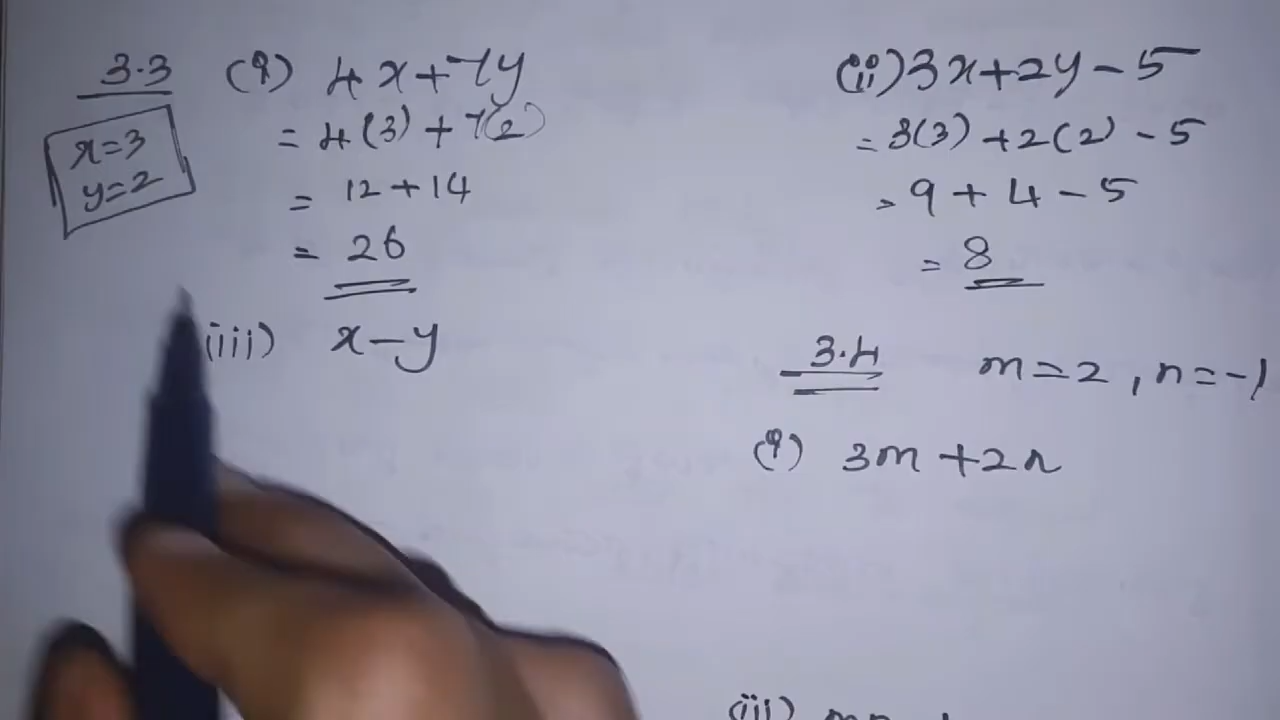 3.3 (i) 4x+7y
x=3
y=2
= 4(3) + 7(2)
= 12 + 14
= 26
(iii) x-y
(ii) 3x+2y-5
= 3(3) + 2(2) - 5
= 9 + 4 - 5
= 8
3.4 m=2, n=-1
(i) 3m + 2n
(iii)